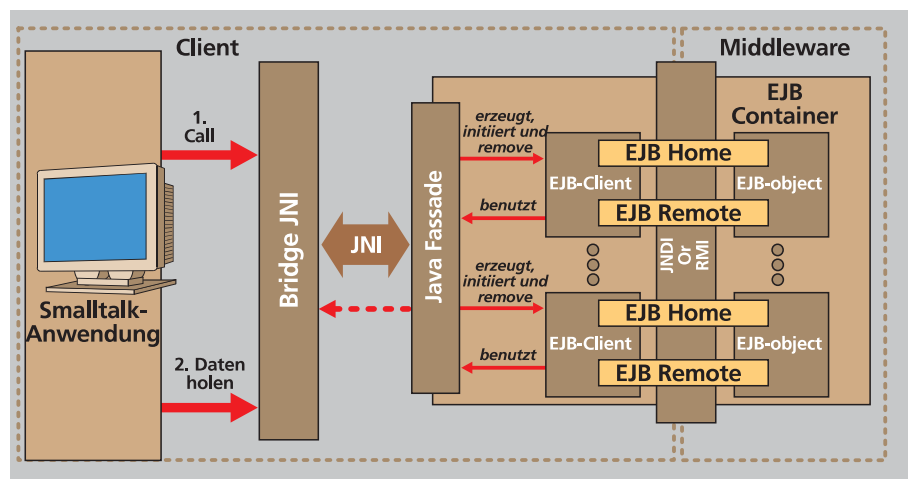 Client
Middleware
1.
Call
Smalltalk-
Anwendung
2. Daten
holen
Bridge JNI
JNI
Java Fassade
EJB
Container
erzeugt,
initiiert und
remove
EJB Home
EJB-Client
EJB-object
benutzt
EJB Remote
JNDI
Or
RMI
erzeugt,
initiiert und
remove
EJB Home
EJB-Client
EJB-object
benutzt
EJB Remote